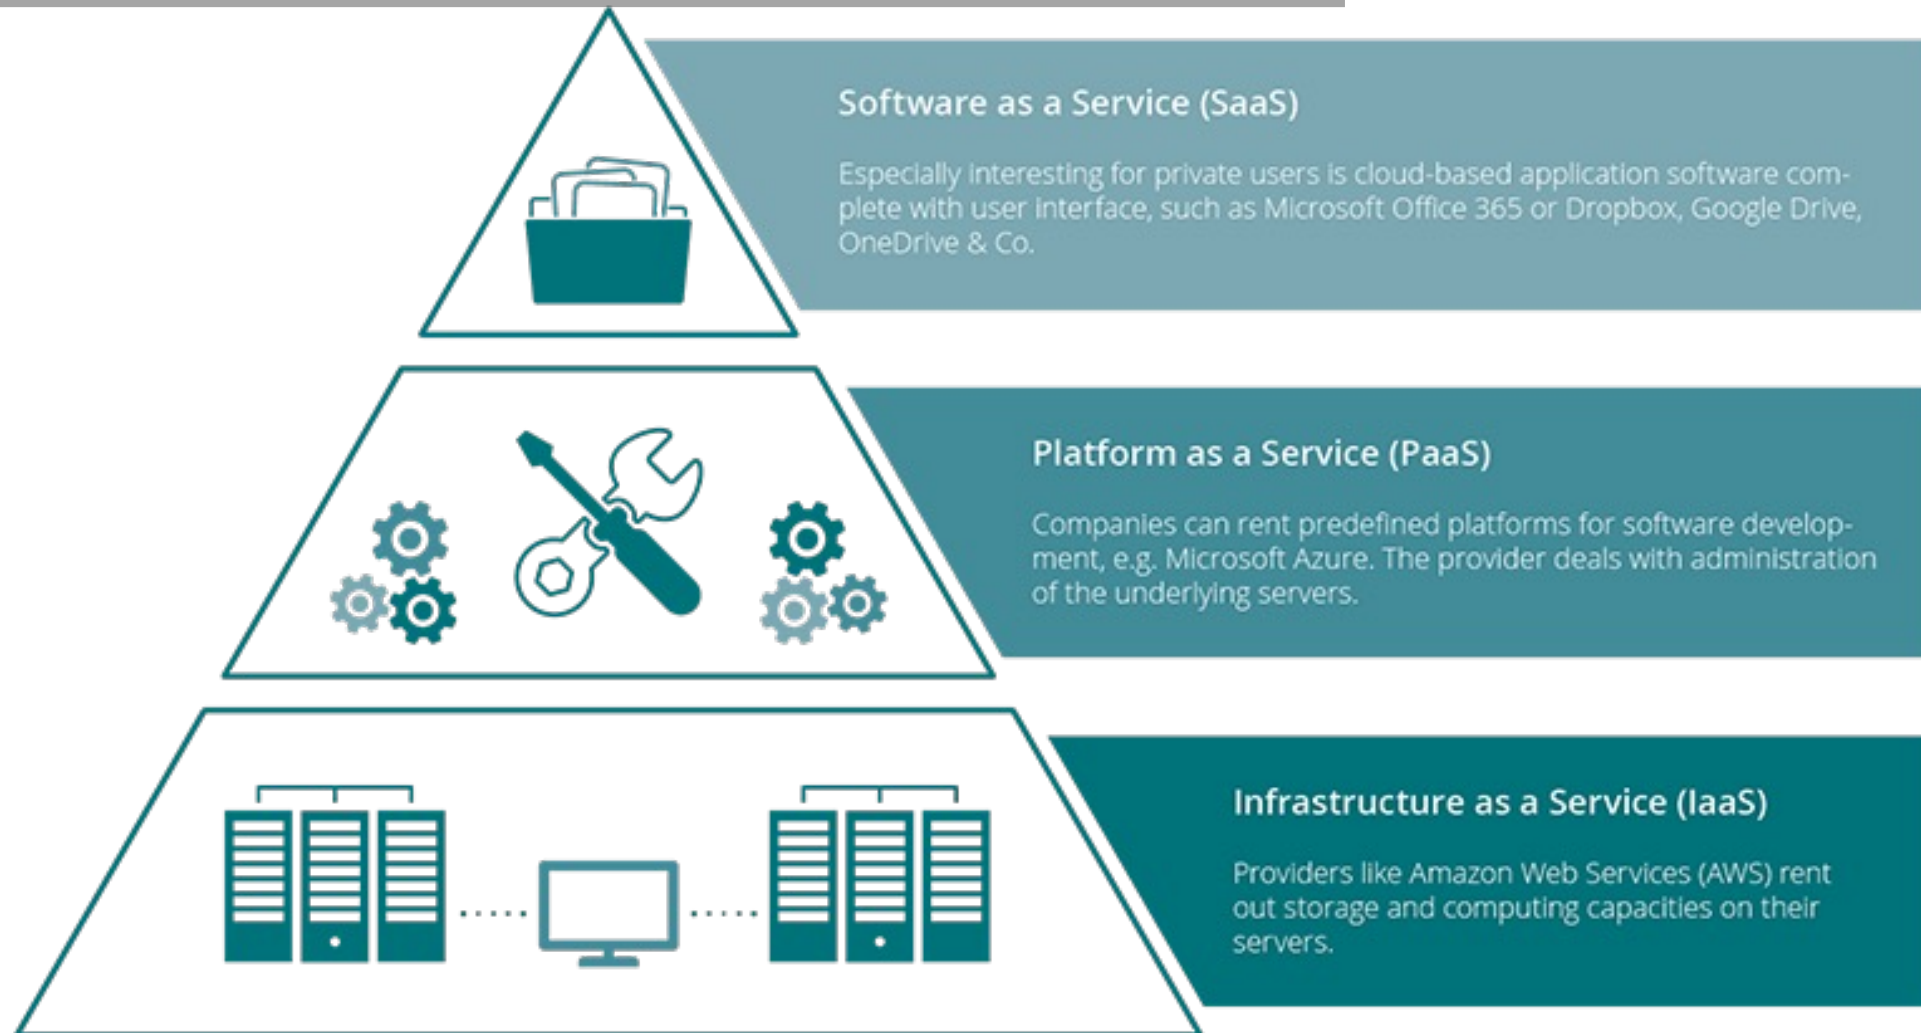 Software as a Service (SaaS)
Especially interesting for private users is cloud-based application software com-
plete with user interface, such as Microsoft Office 365 or Dropbox, Google Drive,
OneDrive & Co.
Platform as a Service (PaaS)
Companies can rent predefined platforms for software develop-
ment, e.g. Microsoft Azure. The provider deals with administration
of the underlying servers.
Infrastructure as a Service (IaaS)
Providers like Amazon Web Services (AWS) rent
out storage and computing capacities on their
servers.